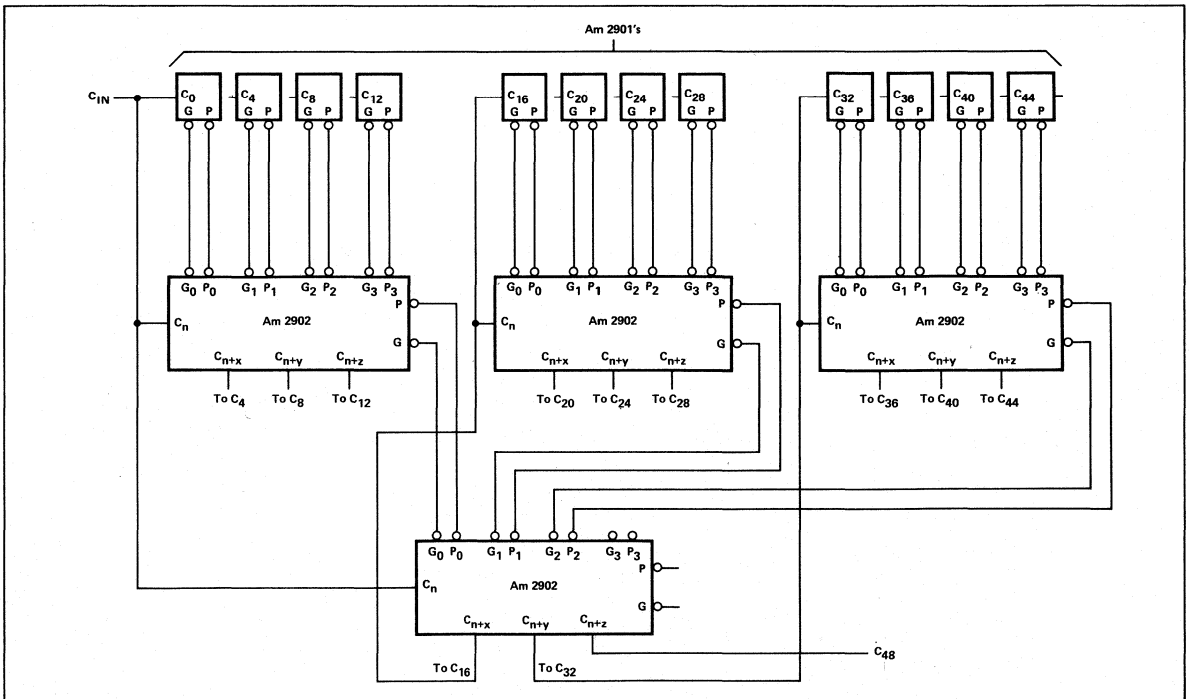 Am 2901's
C_IN
C0 C4 C8 C12 C16 C20 C24 C28 C32 C36 C40 C44
G P G P G P G P G P G P G P G P G P G P G P G P
G0 P0 G1 P1 G2 P2 G3 P3 G0 P0 G1 P1 G2 P2 G3 P3 G0 P0 G1 P1 G2 P2 G3 P3
P P P
Cn Am 2902 Cn Am 2902 Cn Am 2902
G G G
Cn+x Cn+y Cn+z Cn+x Cn+y Cn+z Cn+x Cn+y Cn+z
To C4 To C8 To C12 To C20 To C24 To C28 To C36 To C40 To C44
G0 P0 G1 P1 G2 P2 G3 P3
P
Cn Am 2902
G
Cn+x Cn+y Cn+z
To C16 To C32 C48